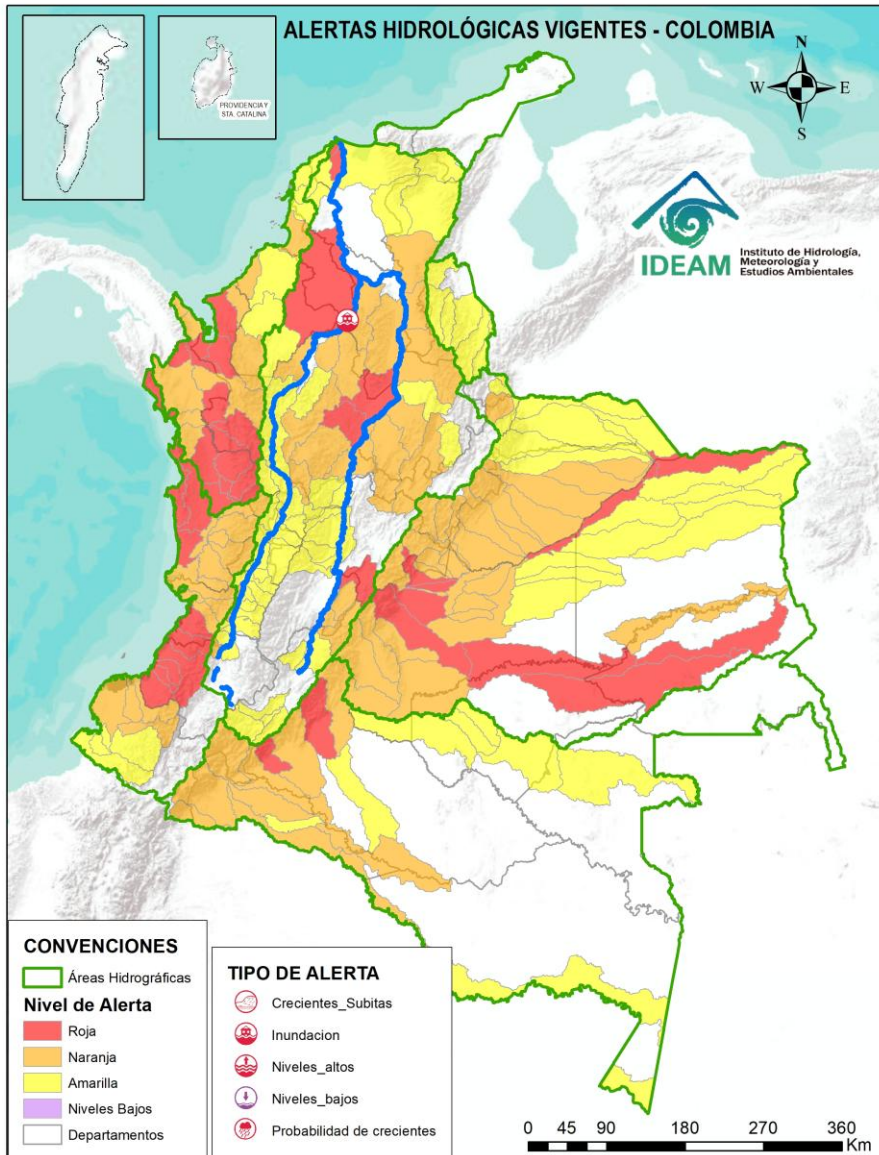 ALERTAS HIDROLÓGICAS VIGENTES - COLOMBIA
PROVIDENCIA Y
STA. CATALINA
N
W
E
S
IDEAM
Instituto de Hidrología,
Meteorología y
Estudios Ambientales
CONVENCIONES
Áreas Hidrográficas
Nivel de Alerta
Roja
Naranja
Amarilla
Niveles Bajos
Departamentos
TIPO DE ALERTA
Crecientes_Subitas
Inundacion
Niveles_altos
Niveles_bajos
Probabilidad de crecientes
0 45 90 180 270 360
Km